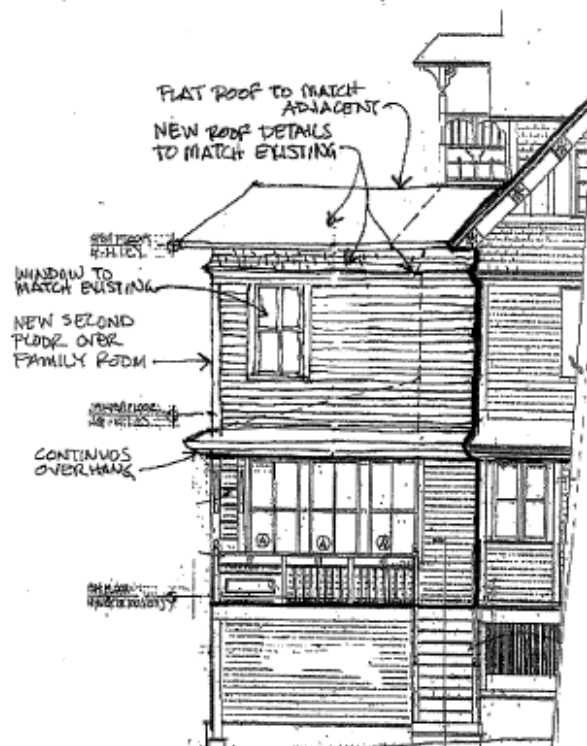 FLAT ROOF TO MATCH
ADJACENT
NEW ROOF DETAILS
TO MATCH EXISTING
WINDOW TO
MATCH EXISTING
NEW SECOND
FLOOR OVER
FAMILY ROOM
CONTINUOS
OVERHANG
A A A